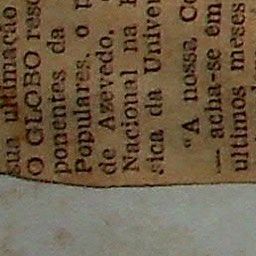 sua ultimação
O GLOBO reso
ponentes da
Populares, o p
de Azevedo,
Nacional na
sica da Univer
"A nossa Co
— acha-se em
ultimos meses